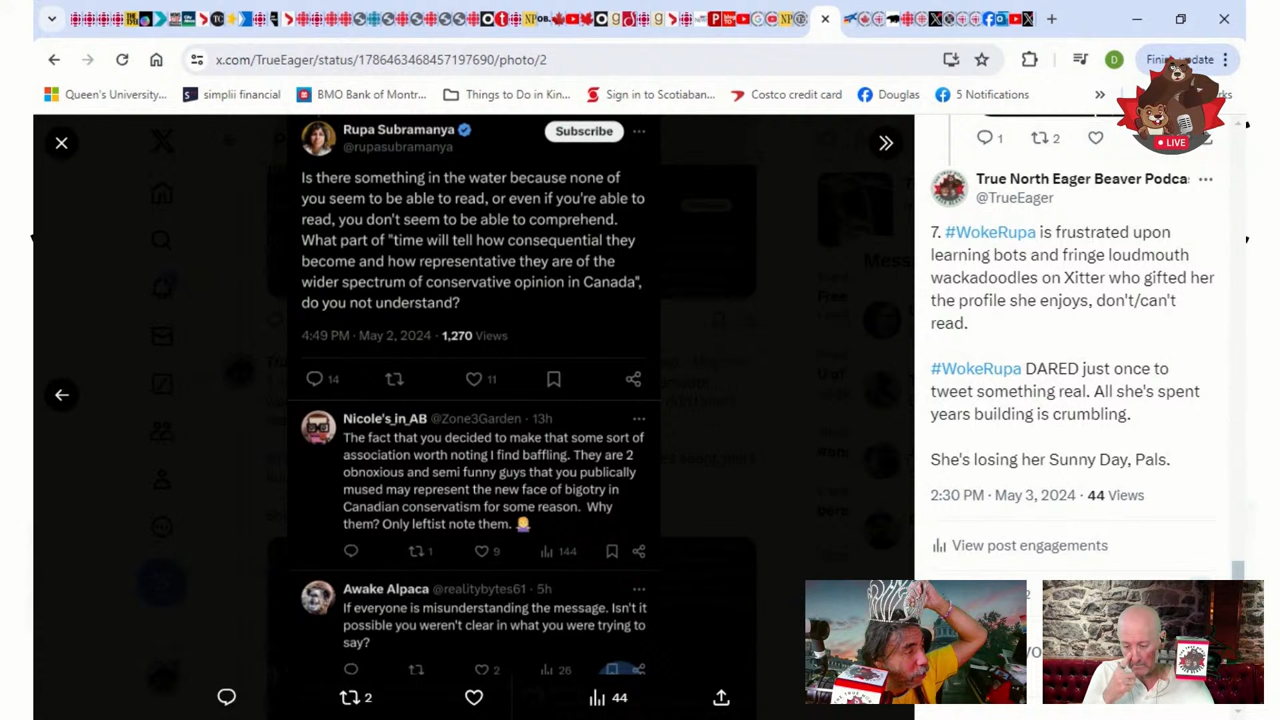 x.com/TrueEager/status/1786463468457197690/photo/2
Queen's University...
simplii financial
BMO Bank of Montr...
Things to Do in Kin...
Sign in to Scotiaban...
Costco credit card
Douglas
5 Notifications
LIVE
Rupa Subramanya
@rupasubramanya
Subscribe
Is there something in the water because none of
you seem to be able to read, or even if you're able to
read, you don't seem to be able to comprehend.
What part of "time will tell how consequential they
become and how representative they are of the
wider spectrum of conservative opinion in Canada",
do you not understand?
4:49 PM · May 2, 2024 · 1,270 Views
14
11
Nicole's_in_AB @Zone3Garden · 13h
The fact that you decided to make that some sort of
association worth noting I find baffling. They are 2
obnoxious and semi funny guys that you publically
mused may represent the new face of bigotry in
Canadian conservatism for some reason. Why
them? Only leftist note them.
1
9
144
Awake Alpaca @realitybytes61 · 5h
If everyone is misunderstanding the message. Isn't it
possible you weren't clear in what you were trying to
say?
2
26
2
44
1
2
True North Eager Beaver Podca
@TrueEager
7. #WokeRupa is frustrated upon
learning bots and fringe loudmouth
wackadoodles on Xitter who gifted her
the profile she enjoys, don't/can't
read.
#WokeRupa DARED just once to
tweet something real. All she's spent
years building is crumbling.
She's losing her Sunny Day, Pals.
2:30 PM · May 3, 2024 · 44 Views
View post engagements